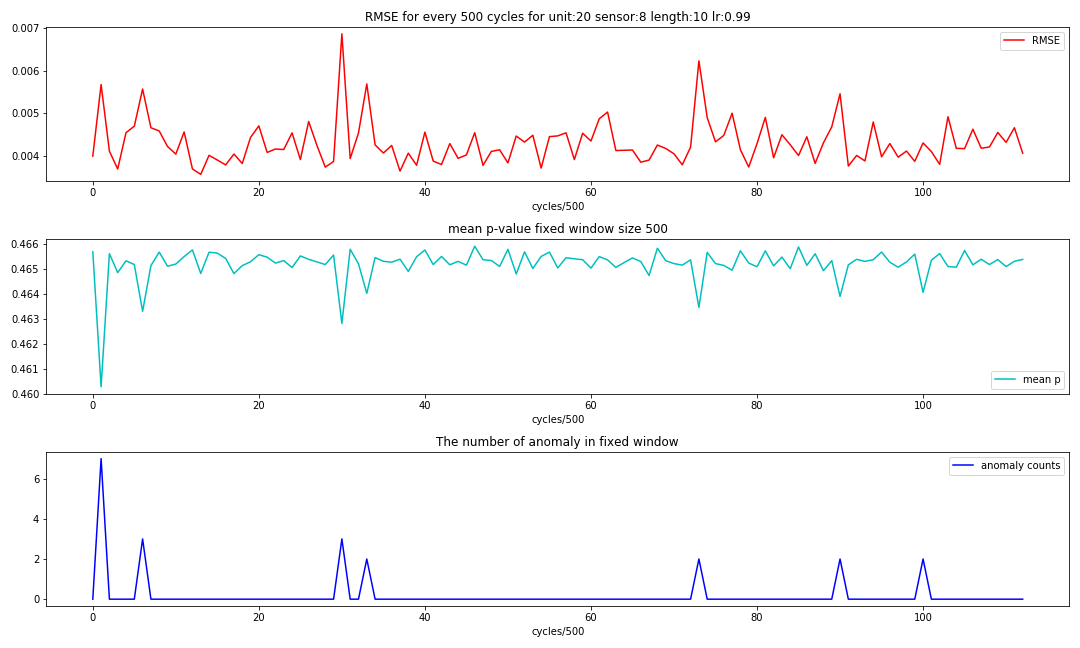 RMSE for every 500 cycles for unit:20 sensor:8 length:10 lr:0.99
0.007
0.006
0.005
0.004
RMSE
0 20 40 60 80 100
cycles/500
mean p-value fixed window size 500
0.466
0.465
0.464
0.463
0.462
0.461
0.460
mean p
0 20 40 60 80 100
cycles/500
The number of anomaly in fixed window
6
4
2
0
anomaly counts
0 20 40 60 80 100
cycles/500